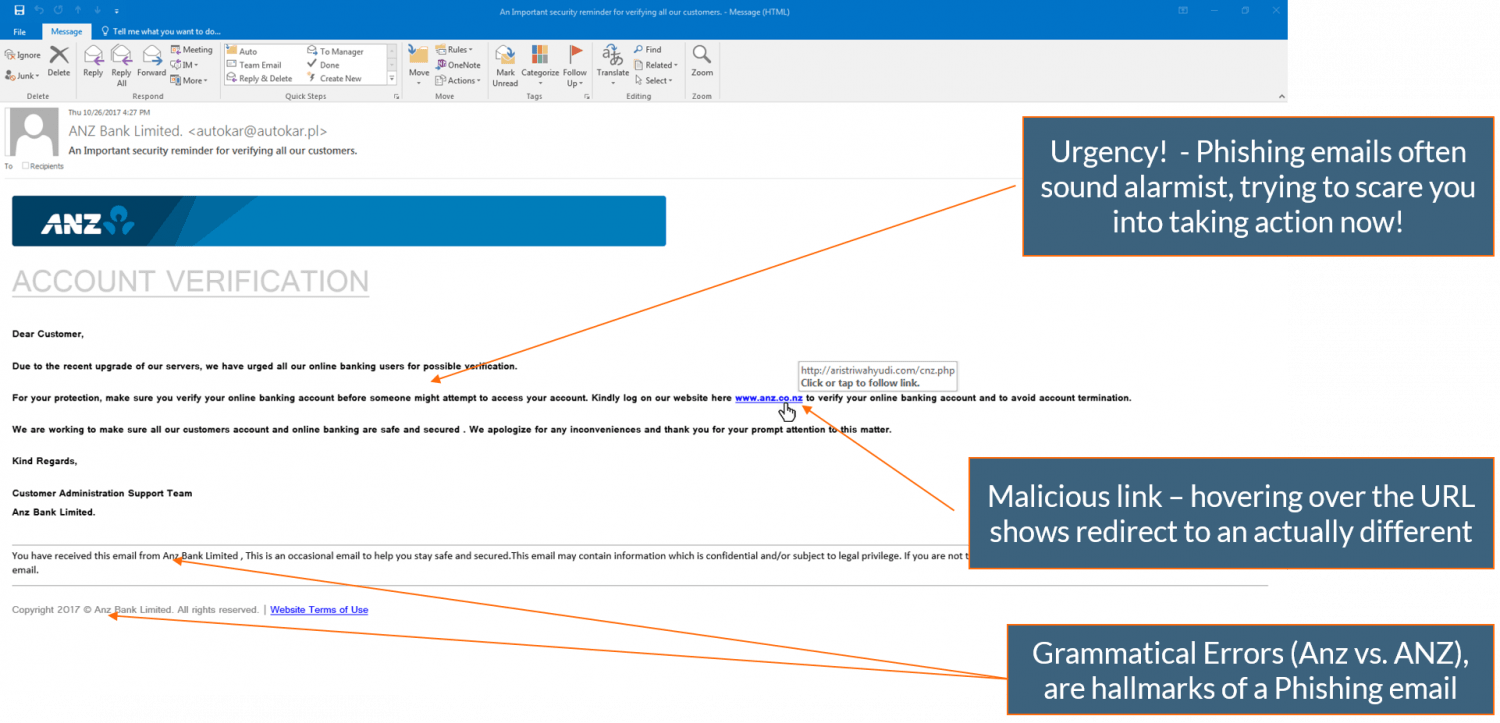 An Important security reminder for verifying all our customers. - Message (HTML)
File Message Tell me what you want to do...
Ignore
Junk
Delete
Reply
Reply All
Forward
Meeting
IM
More
Auto
Team Email
Reply & Delete
To Manager
Done
Create New
Move
Rules
OneNote
Actions
Mark Unread
Categorize
Follow Up
Translate
Find
Related
Select
Zoom
Delete Respond Quick Steps Move Tags Editing Zoom
Thu 10/26/2017 4:27 PM
ANZ Bank Limited. <autokar@autokar.pl>
An Important security reminder for verifying all our customers.
To Recipients
Urgency! - Phishing emails often
sound alarmist, trying to scare you
into taking action now!
ANZ
ACCOUNT VERIFICATION
Dear Customer,
Due to the recent upgrade of our servers, we have urged all our online banking users for possible verification.
http://aristriwahyudi.com/cnz.php
Click or tap to follow link.
For your protection, make sure you verify your online banking account before someone might attempt to access your account. Kindly log on our website here www.anz.co.nz to verify your online banking account and to avoid account termination.
We are working to make sure all our customers account and online banking are safe and secured . We apologize for any inconveniences and thank you for your prompt attention to this matter.
Kind Regards,
Customer Administration Support Team
Anz Bank Limited.
Malicious link – hovering over the URL
shows redirect to an actually different
You have received this email from Anz Bank Limited , This is an occasional email to help you stay safe and secured.This email may contain information which is confidential and/or subject to legal privilege. If you are not
email.
Copyright 2017 © Anz Bank Limited. All rights reserved. | Website Terms of Use
Grammatical Errors (Anz vs. ANZ),
are hallmarks of a Phishing email